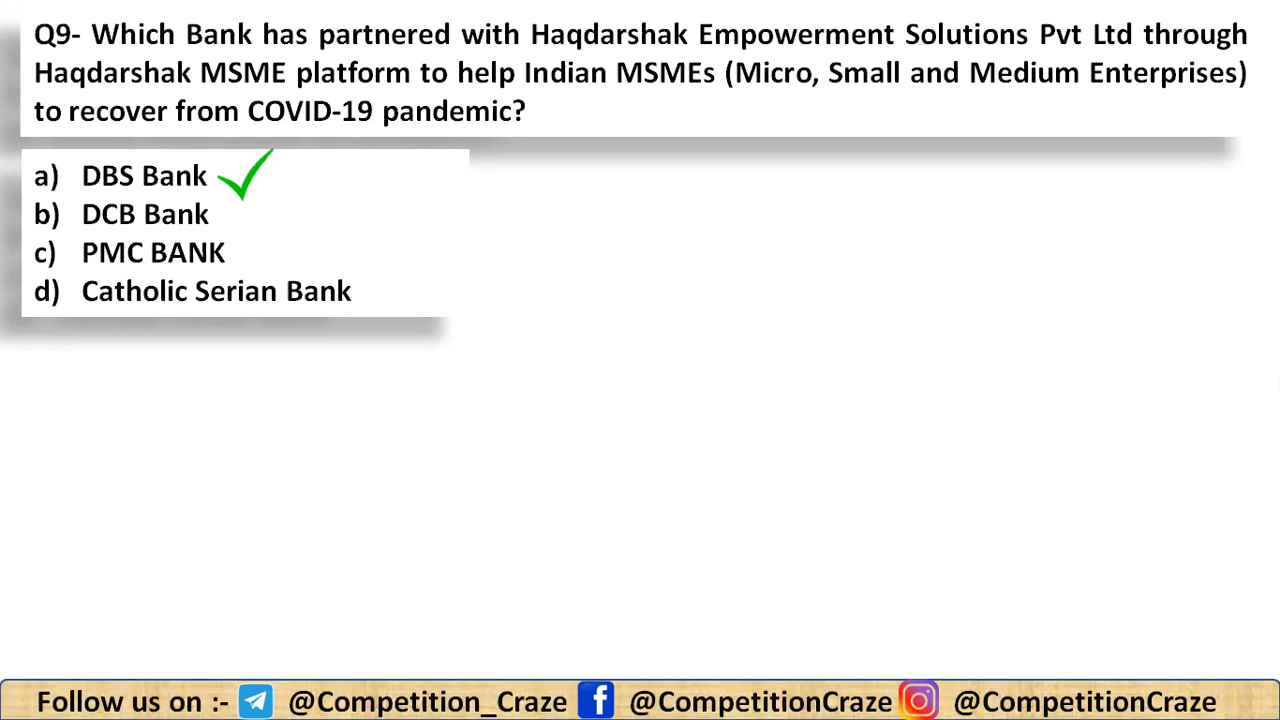 Q9- Which Bank has partnered with Haqdarshak Empowerment Solutions Pvt Ltd through
Haqdarshak MSME platform to help Indian MSMEs (Micro, Small and Medium Enterprises)
to recover from COVID-19 pandemic?
a) DBS Bank
b) DCB Bank
c) PMC BANK
d) Catholic Serian Bank
Follow us on :- @Competition_Craze @CompetitionCraze @CompetitionCraze